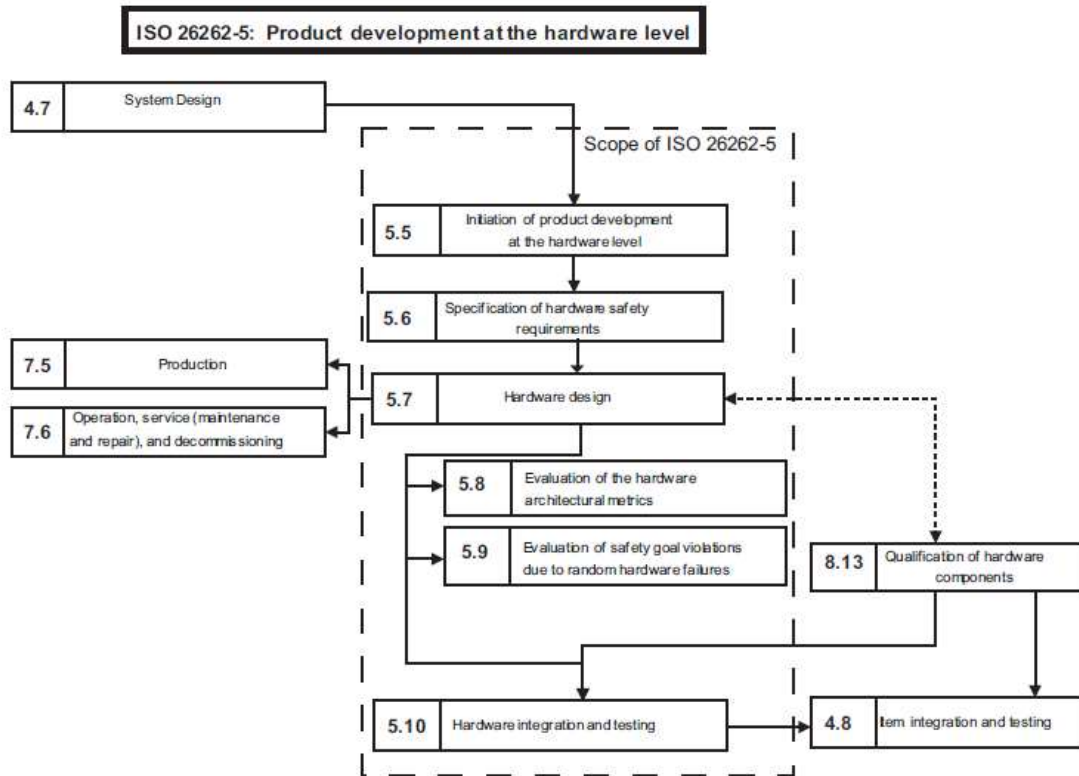 ISO 26262-5: Product development at the hardware level
4.7
System Design
Scope of ISO 26262-5
5.5
Initiation of product development
at the hardware level
5.6
Specification of hardware safety
requirements
7.5
Production
5.7
Hardware design
7.6
Operation, service (maintenance
and repair), and decommissioning
5.8
Evaluation of the hardware
architectural metrics
5.9
Evaluation of safety goal violations
due to random hardware failures
8.13
Qualification of hardware
components
5.10
Hardware integration and testing
4.8
Item integration and testing